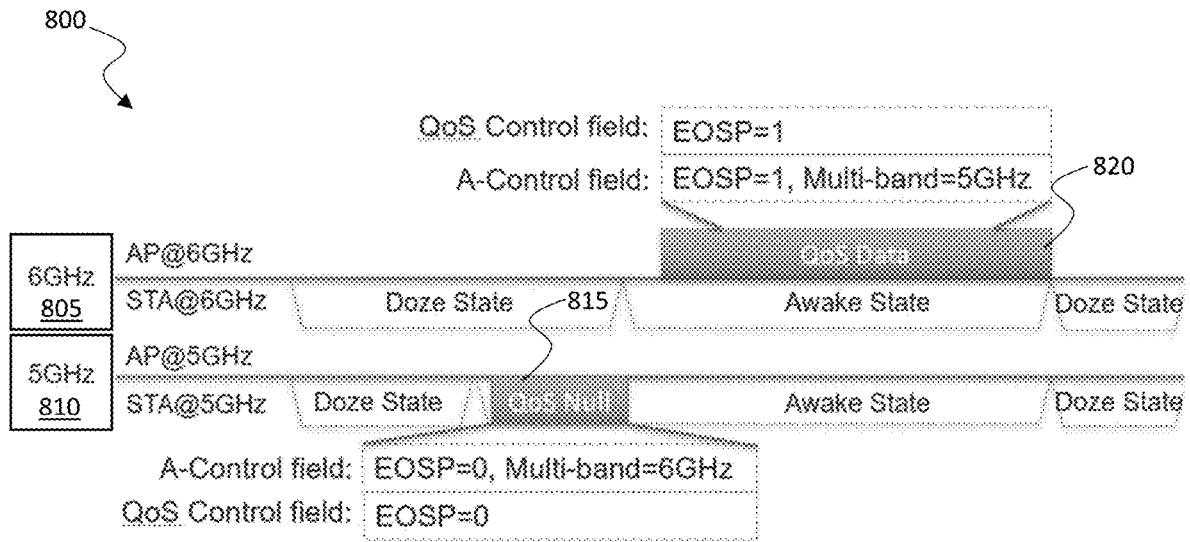 800
QoS Control field: EOSP=1
A-Control field: EOSP=1, Multi-band=5GHz
820
6GHz
805
AP@6GHz
QoS Data
STA@6GHz
Doze State
815
Awake State
Doze State
5GHz
810
AP@5GHz
STA@5GHz
Doze State
QoS Null
Awake State
Doze State
A-Control field: EOSP=0, Multi-band=6GHz
QoS Control field: EOSP=0